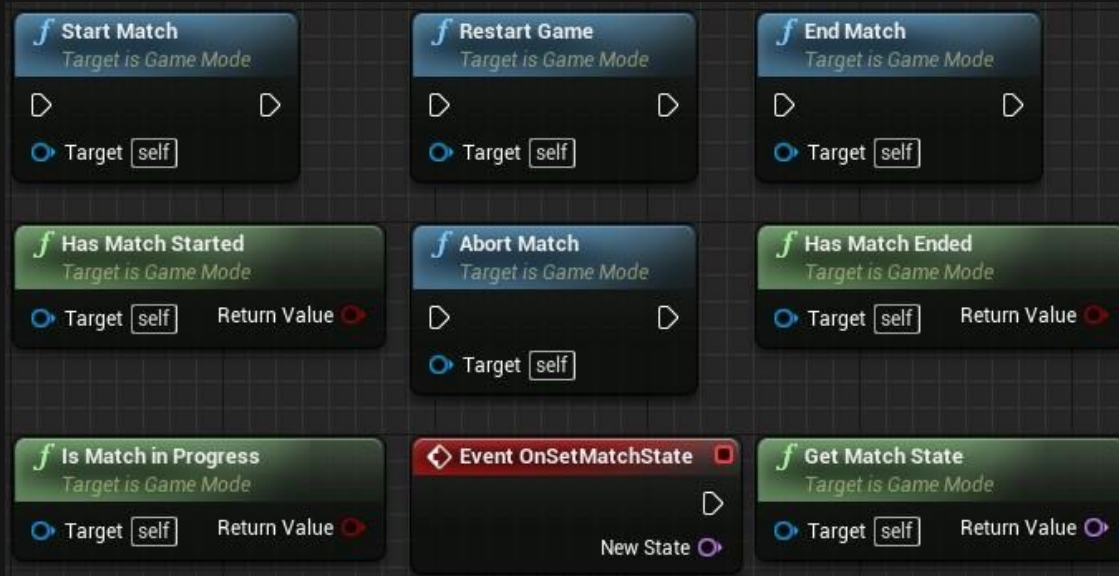 Start Match
Target is Game Mode
Target self
Restart Game
Target is Game Mode
Target self
End Match
Target is Game Mode
Target self
Has Match Started
Target is Game Mode
Target self Return Value
Abort Match
Target is Game Mode
Target self
Has Match Ended
Target is Game Mode
Target self Return Value
Is Match in Progress
Target is Game Mode
Target self Return Value
Event OnSetMatchState
New State
Get Match State
Target is Game Mode
Target self Return Value